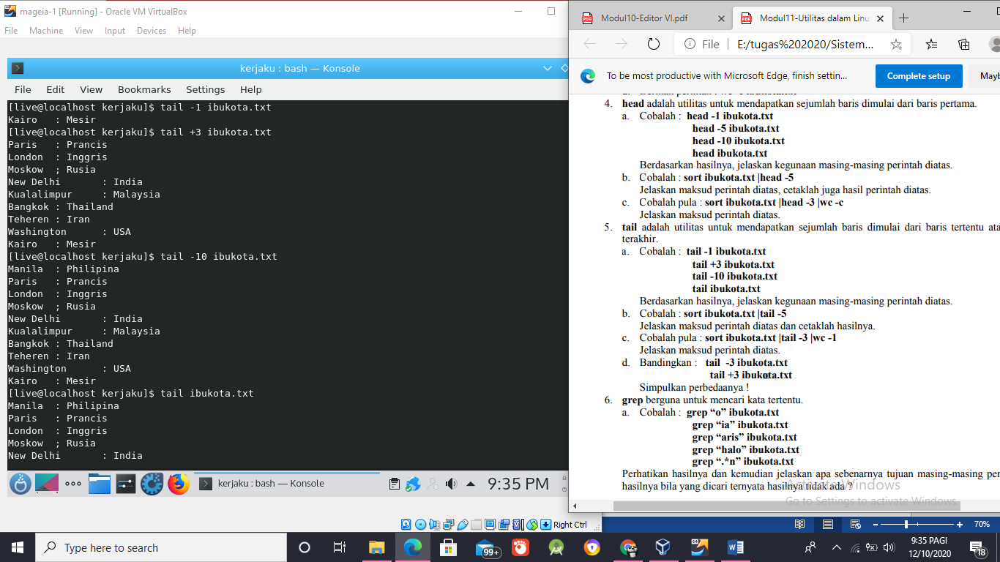 mageia-1 [Running] - Oracle VM VirtualBox
File Machine View Input Devices Help
kerjaku : bash — Konsole
File Edit View Bookmarks Settings Help
[live@localhost kerjaku]$ tail -1 ibukota.txt
Kairo : Mesir
[live@localhost kerjaku]$ tail +3 ibukota.txt
Paris : Prancis
London : Inggris
Moskow ; Rusia
New Delhi : India
Kualalimpur : Malaysia
Bangkok : Thailand
Teheren : Iran
Washington : USA
Kairo : Mesir
[live@localhost kerjaku]$ tail -10 ibukota.txt
Manila : Philipina
Paris : Prancis
London : Inggris
Moskow ; Rusia
New Delhi : India
Kualalimpur : Malaysia
Bangkok : Thailand
Teheren : Iran
Washington : USA
Kairo : Mesir
[live@localhost kerjaku]$ tail ibukota.txt
Manila : Philipina
Paris : Prancis
London : Inggris
Moskow ; Rusia
New Delhi : India
kerjaku : bash — Konsole
9:35 PM
Right Ctrl
Modul10-Editor VI.pdf
Modul11-Utilitas dalam Linu
File E:/tugas%202020/Sistem...
To be most productive with Microsoft Edge, finish settin...
Complete setup
Mayb
4. head adalah utilitas untuk mendapatkan sejumlah baris dimulai dari baris pertama.
a. Cobalah : head -1 ibukota.txt
head -5 ibukota.txt
head -10 ibukota.txt
head ibukota.txt
Berdasarkan hasilnya, jelaskan kegunaan masing-masing perintah diatas.
b. Cobalah : sort ibukota.txt |head -5
Jelaskan maksud perintah diatas, cetaklah juga hasil perintah diatas.
c. Cobalah pula : sort ibukota.txt |head -3 |wc -c
Jelaskan maksud perintah diatas.
5. tail adalah utilitas untuk mendapatkan sejumlah baris dimulai dari baris tertentu ata
terakhir.
a. Cobalah : tail -1 ibukota.txt
tail +3 ibukota.txt
tail -10 ibukota.txt
tail ibukota.txt
Berdasarkan hasilnya, jelaskan kegunaan masing-masing perintah diatas.
b. Cobalah : sort ibukota.txt |tail -5
Jelaskan maksud perintah diatas dan cetaklah hasilnya.
c. Cobalah pula : sort ibukota.txt |tail -3 |wc -1
Jelaskan maksud perintah diatas.
d. Bandingkan : tail -3 ibukota.txt
tail +3 ibukota.txt
Simpulkan perbedaanya !
6. grep berguna untuk mencari kata tertentu.
a. Cobalah : grep “o” ibukota.txt
grep “ia” ibukota.txt
grep “aris” ibukota.txt
grep “halo” ibukota.txt
grep “.*n” ibukota.txt
Perhatikan hasilnya dan kemudian jelaskan apa sebenarnya tujuan masing-masing per
hasilnya bila yang dicari ternyata hasilnya tidak ada ?
Activate Windows
Go to Settings to activate Windows.
70%
Type here to search
99+
9:35 PAGI
12/10/2020
18